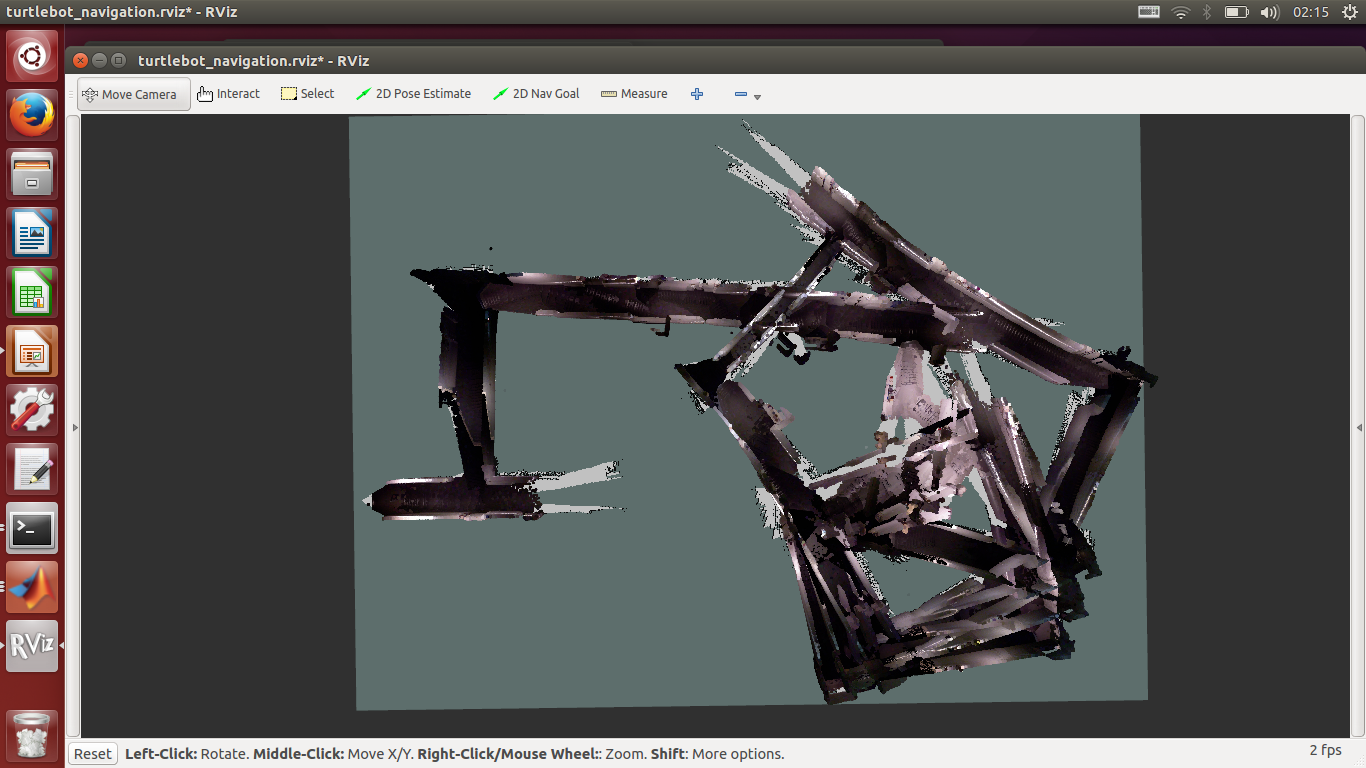 turtlebot_navigation.rviz* - RViz
02:15
turtlebot_navigation.rviz* - RViz
Move Camera Interact Select 2D Pose Estimate 2D Nav Goal Measure
>_
RViz
Reset Left-Click: Rotate. Middle-Click: Move X/Y. Right-Click/Mouse Wheel:: Zoom. Shift: More options. 2 fps